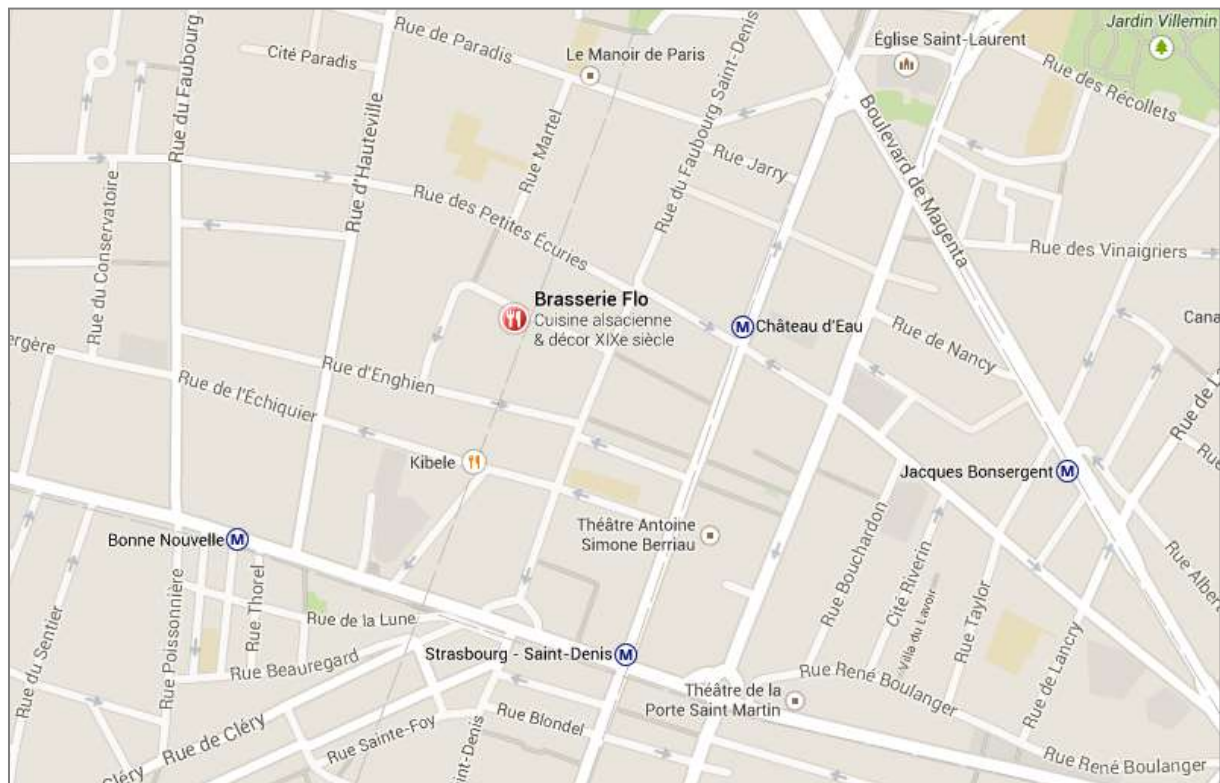 Rue du Faubourg
Cité Paradis
Rue de Paradis
Le Manoir de Paris
Rue du Faubourg Saint-Denis
Église Saint-Laurent
Jardin Villemin
Rue des Récollets
Boulevard de Magenta
Rue d'Hauteville
Rue Martel
Rue Jarry
Rue du Conservatoire
Rue des Petites Écuries
Rue des Vinaigriers
Brasserie Flo
Cuisine alsacienne
& décor XIXe siècle
Château d'Eau
Rue de Nancy
Cana
ergère
Rue d'Enghien
Rue de l'Échiquier
Rue de La
Kibele
Jacques Bonsergent
Ru
Théâtre Antoine
Simone Berriau
Bonne Nouvelle
Rue Bouchardon
Cité Riverin
Villa du Lavoir
Rue Taylor
Rue de Lancry
Rue Albert
Rue du Sentier
Rue Poissonnière
Rue Thorel
Rue de la Lune
Rue Beauregard
Strasbourg - Saint-Denis
Rue René Boulanger
Théâtre de la
Porte Saint Martin
Rue de Cléry
Rue Sainte-Foy
int-Denis
Rue Blondel
Cléry
Rue René Boulanger